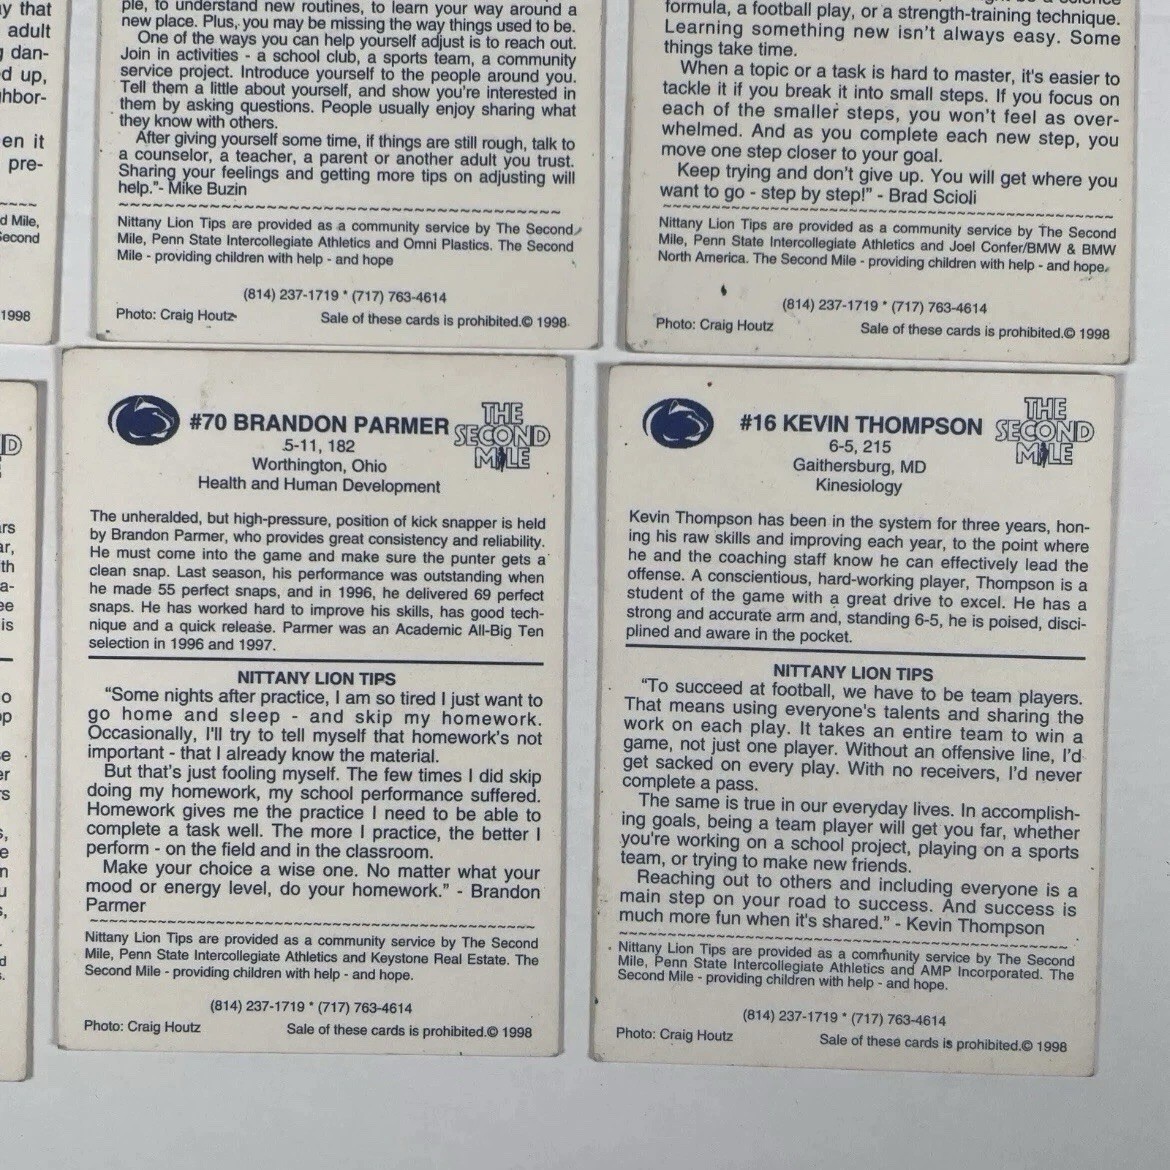 y that
adult
dan-
d up,
hbor-
en it
pre-
d Mile,
Second
1998
ple, to understand new routines, to learn your way around a
new place. Plus, you may be missing the way things used to be.
One of the ways you can help yourself adjust is to reach out.
Join in activities - a school club, a sports team, a community
service project. Introduce yourself to the people around you.
Tell them a little about yourself, and show you're interested in
them by asking questions. People usually enjoy sharing what
they know with others.
After giving yourself some time, if things are still rough, talk to
a counselor, a teacher, a parent or another adult you trust.
Sharing your feelings and getting more tips on adjusting will
help."- Mike Buzin
~~~~~~~~~~~~~~~~~~~~~~~~~~~~~~~~~~~~~~~~
Nittany Lion Tips are provided as a community service by The Second
Mile, Penn State Intercollegiate Athletics and Omni Plastics. The Second
Mile - providing children with help - and hope
(814) 237-1719 * (717) 763-4614
Photo: Craig Houtz Sale of these cards is prohibited.© 1998
formula, a football play, or a strength-training technique.
Learning something new isn't always easy. Some
things take time.
When a topic or a task is hard to master, it's easier to
tackle it if you break it into small steps. If you focus on
each of the smaller steps, you won't feel as over-
whelmed. And as you complete each new step, you
move one step closer to your goal.
Keep trying and don't give up. You will get where you
want to go - step by step!" - Brad Scioli
~~~~~~~~~~~~~~~~~~~~~~~~~~~~~~~~~~~~~~~~
Nittany Lion Tips are provided as a community service by The Second
Mile, Penn State Intercollegiate Athletics and Joel Confer/BMW & BMW
North America. The Second Mile - providing children with help - and hope.
(814) 237-1719 * (717) 763-4614
Photo: Craig Houtz Sale of these cards is prohibited.© 1998
#70 BRANDON PARMER
THE
SECOND
MILE
5-11, 182
Worthington, Ohio
Health and Human Development
The unheralded, but high-pressure, position of kick snapper is held
by Brandon Parmer, who provides great consistency and reliability.
He must come into the game and make sure the punter gets a
clean snap. Last season, his performance was outstanding when
he made 55 perfect snaps, and in 1996, he delivered 69 perfect
snaps. He has worked hard to improve his skills, has good tech-
nique and a quick release. Parmer was an Academic All-Big Ten
selection in 1996 and 1997.
NITTANY LION TIPS
"Some nights after practice, I am so tired I just want to
go home and sleep - and skip my homework.
Occasionally, I'll try to tell myself that homework's not
important - that I already know the material.
But that's just fooling myself. The few times I did skip
doing my homework, my school performance suffered.
Homework gives me the practice I need to be able to
complete a task well. The more I practice, the better I
perform - on the field and in the classroom.
Make your choice a wise one. No matter what your
mood or energy level, do your homework." - Brandon
Parmer
~~~~~~~~~~~~~~~~~~~~~~~~~~~~~~~~~~~~~~~~
Nittany Lion Tips are provided as a community service by The Second
Mile, Penn State Intercollegiate Athletics and Keystone Real Estate. The
Second Mile - providing children with help - and hope.
(814) 237-1719 * (717) 763-4614
Photo: Craig Houtz Sale of these cards is prohibited.© 1998
#16 KEVIN THOMPSON
THE
SECOND
MILE
6-5, 215
Gaithersburg, MD
Kinesiology
Kevin Thompson has been in the system for three years, hon-
ing his raw skills and improving each year, to the point where
he and the coaching staff know he can effectively lead the
offense. A conscientious, hard-working player, Thompson is a
student of the game with a great drive to excel. He has a
strong and accurate arm and, standing 6-5, he is poised, disci-
plined and aware in the pocket.
NITTANY LION TIPS
"To succeed at football, we have to be team players.
That means using everyone's talents and sharing the
work on each play. It takes an entire team to win a
game, not just one player. Without an offensive line, I'd
get sacked on every play. With no receivers, I'd never
complete a pass.
The same is true in our everyday lives. In accomplish-
ing goals, being a team player will get you far, whether
you're working on a school project, playing on a sports
team, or trying to make new friends.
Reaching out to others and including everyone is a
main step on your road to success. And success is
much more fun when it's shared." - Kevin Thompson
~~~~~~~~~~~~~~~~~~~~~~~~~~~~~~~~~~~~~~~~
Nittany Lion Tips are provided as a community service by The Second
Mile, Penn State Intercollegiate Athletics and AMP Incorporated. The
Second Mile - providing children with help - and hope.
(814) 237-1719 * (717) 763-4614
Photo: Craig Houtz Sale of these cards is prohibited.© 1998